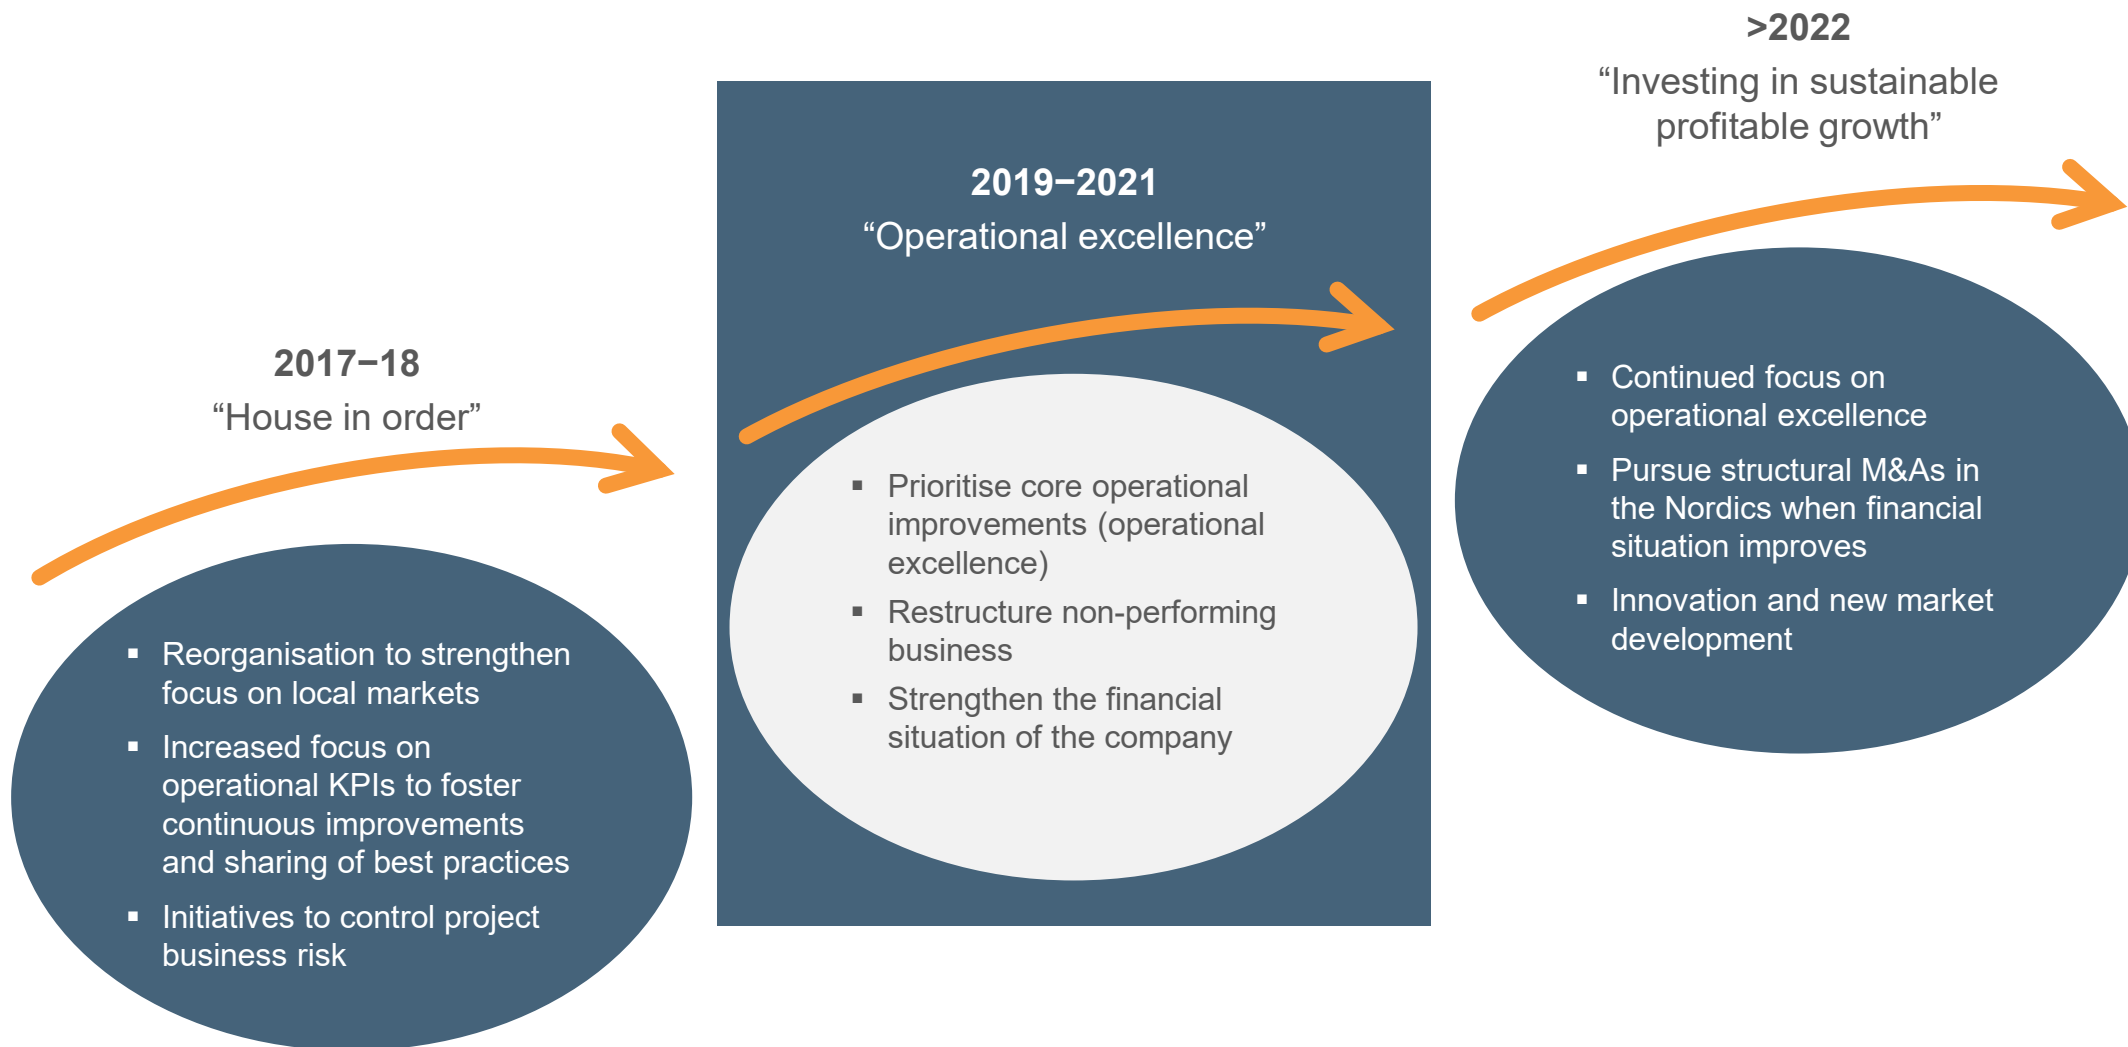 2017−18
“House in order”
▪ Reorganisation to strengthen
focus on local markets
▪ Increased focus on
operational KPIs to foster
continuous improvements
and sharing of best practices
▪ Initiatives to control project
business risk
2019−2021
“Operational excellence”
▪ Prioritise core operational
improvements (operational
excellence)
▪ Restructure non-performing
business
▪ Strengthen the financial
situation of the company
>2022
“Investing in sustainable
profitable growth”
▪ Continued focus on
operational excellence
▪ Pursue structural M&As in
the Nordics when financial
situation improves
▪ Innovation and new market
development